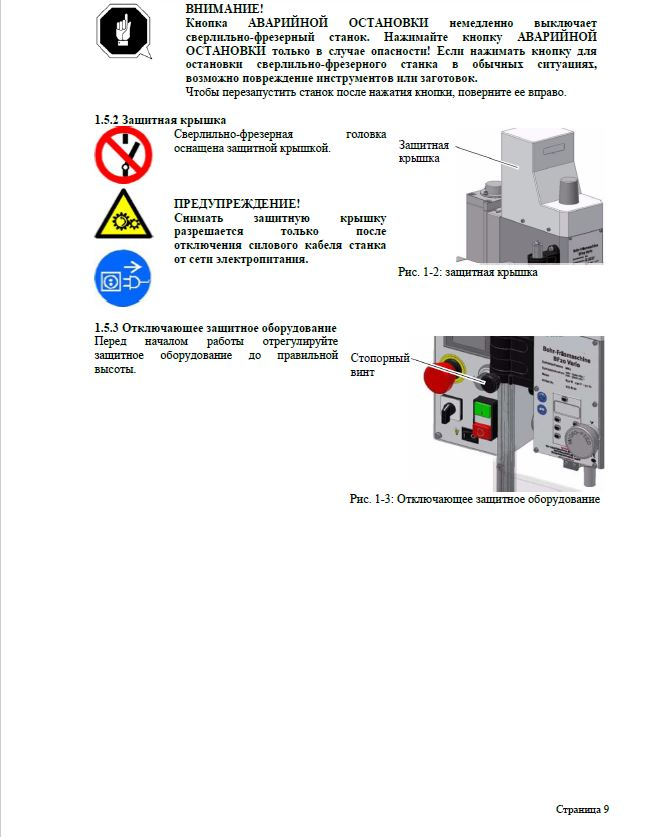 ВНИМАНИЕ!
Кнопка АВАРИЙНОЙ ОСТАНОВКИ немедленно выключает
сверлильно-фрезерный станок. Нажимайте кнопку АВАРИЙНОЙ
ОСТАНОВКИ только в случае опасности! Если нажимать кнопку для
остановки сверлильно-фрезерного станка в обычных ситуациях,
возможно повреждение инструментов или заготовок.
Чтобы перезапустить станок после нажатия кнопки, поверните ее вправо.
1.5.2 Защитная крышка
Сверлильно-фрезерная головка
оснащена защитной крышкой.
ПРЕДУПРЕЖДЕНИЕ!
Снимать защитную крышку
разрешается только после
отключения силового кабеля станка
от сети электропитания.
Защитная
крышка
Рис. 1-2: защитная крышка
1.5.3 Отключающее защитное оборудование
Перед началом работы отрегулируйте
защитное оборудование до правильной
высоты.
Стопорный
винт
Bohr-Fräsmaschine
BF20 Vario
Рис. 1-3: Отключающее защитное оборудование
Страница 9